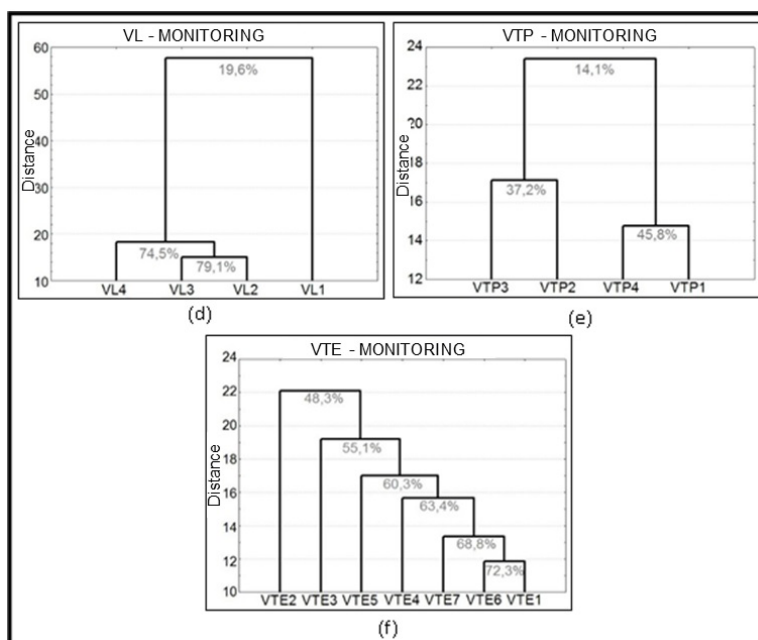 VL - MONITORING
60
50
40
30
20
10
Distance
19,6%
74,5%
79,1%
VL4 VL3 VL2 VL1
(d)
VTP - MONITORING
24
22
20
18
16
14
12
Distance
14,1%
37,2%
45,8%
VTP3 VTP2 VTP4 VTP1
(e)
VTE - MONITORING
24
22
20
18
16
14
12
10
Distance
48,3%
55,1%
60,3%
63,4%
68,8%
72,3%
VTE2 VTE3 VTE5 VTE4 VTE7 VTE6 VTE1
(f)